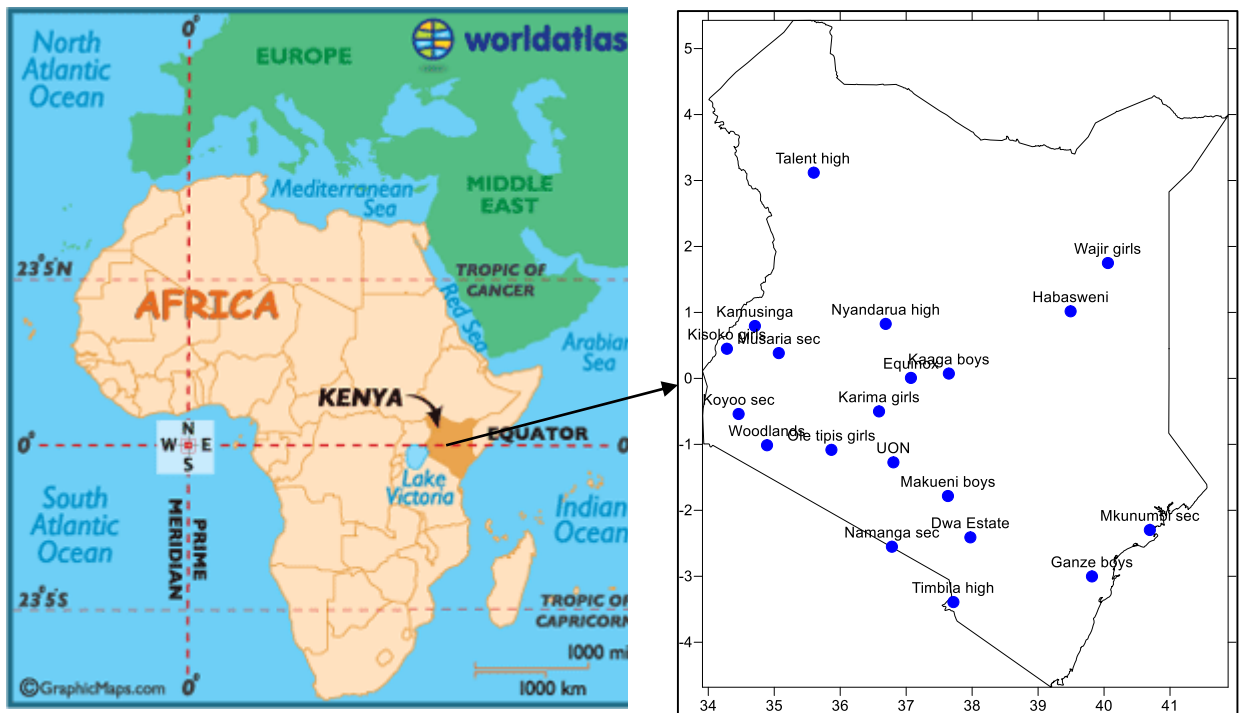 North
Atlantic
Ocean
0°
EUROPE
worldatlas
Mediterranean
Sea
MIDDLE
EAST
23°5'N
TROPIC OF
CANCER
AFRICA
Red Sea
Arabian
Sea
KENYA
N
W E
S
0°
EQUATOR
0
Lake
Victoria
South
Atlantic
Ocean
PRIME
MERIDIAN
Indian
Ocean
23°5'S
TROPIC OF
CAPRICORN
1000 mi
1000 km
©GraphicMaps.com
0°
5
4
3
2
1
0
-1
-2
-3
-4
34 35 36 37 38 39 40 41
Talent high
Wajir girls
Habasweni
Kamusinga
Nyandarua high
Kisoko girls
Musaria sec
Kaaga boys
Equinox
Karima girls
Koyoo sec
Woodlands
Ole tipis girls
UON
Makueni boys
Mkunumbi sec
Dwa Estate
Namanga sec
Ganze boys
Timbila high